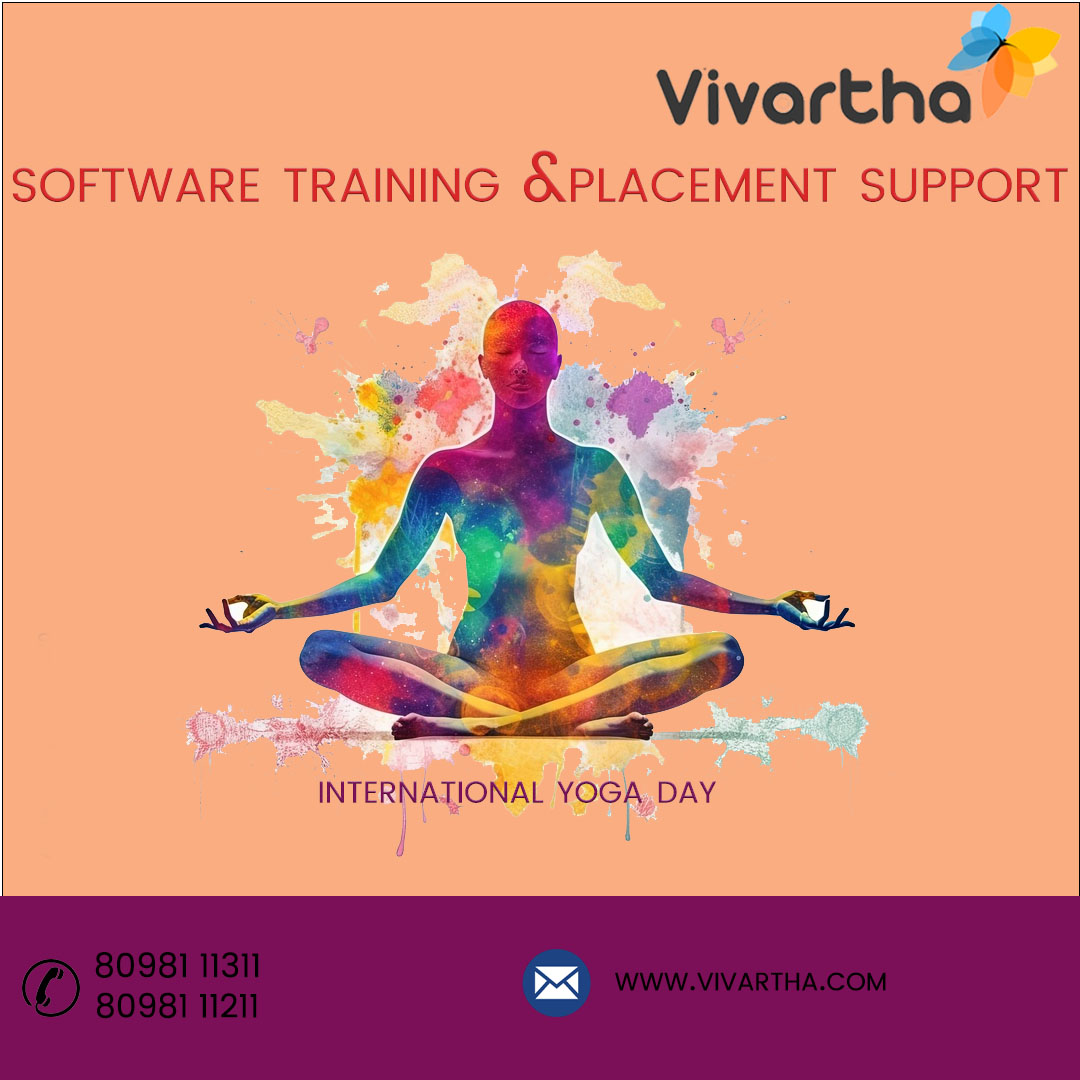 Vivartha
SOFTWARE TRAINING &PLACEMENT SUPPORT
INTERNATIONAL YOGA DAY
80981 11311
80981 11211
WWW.VIVARTHA.COM